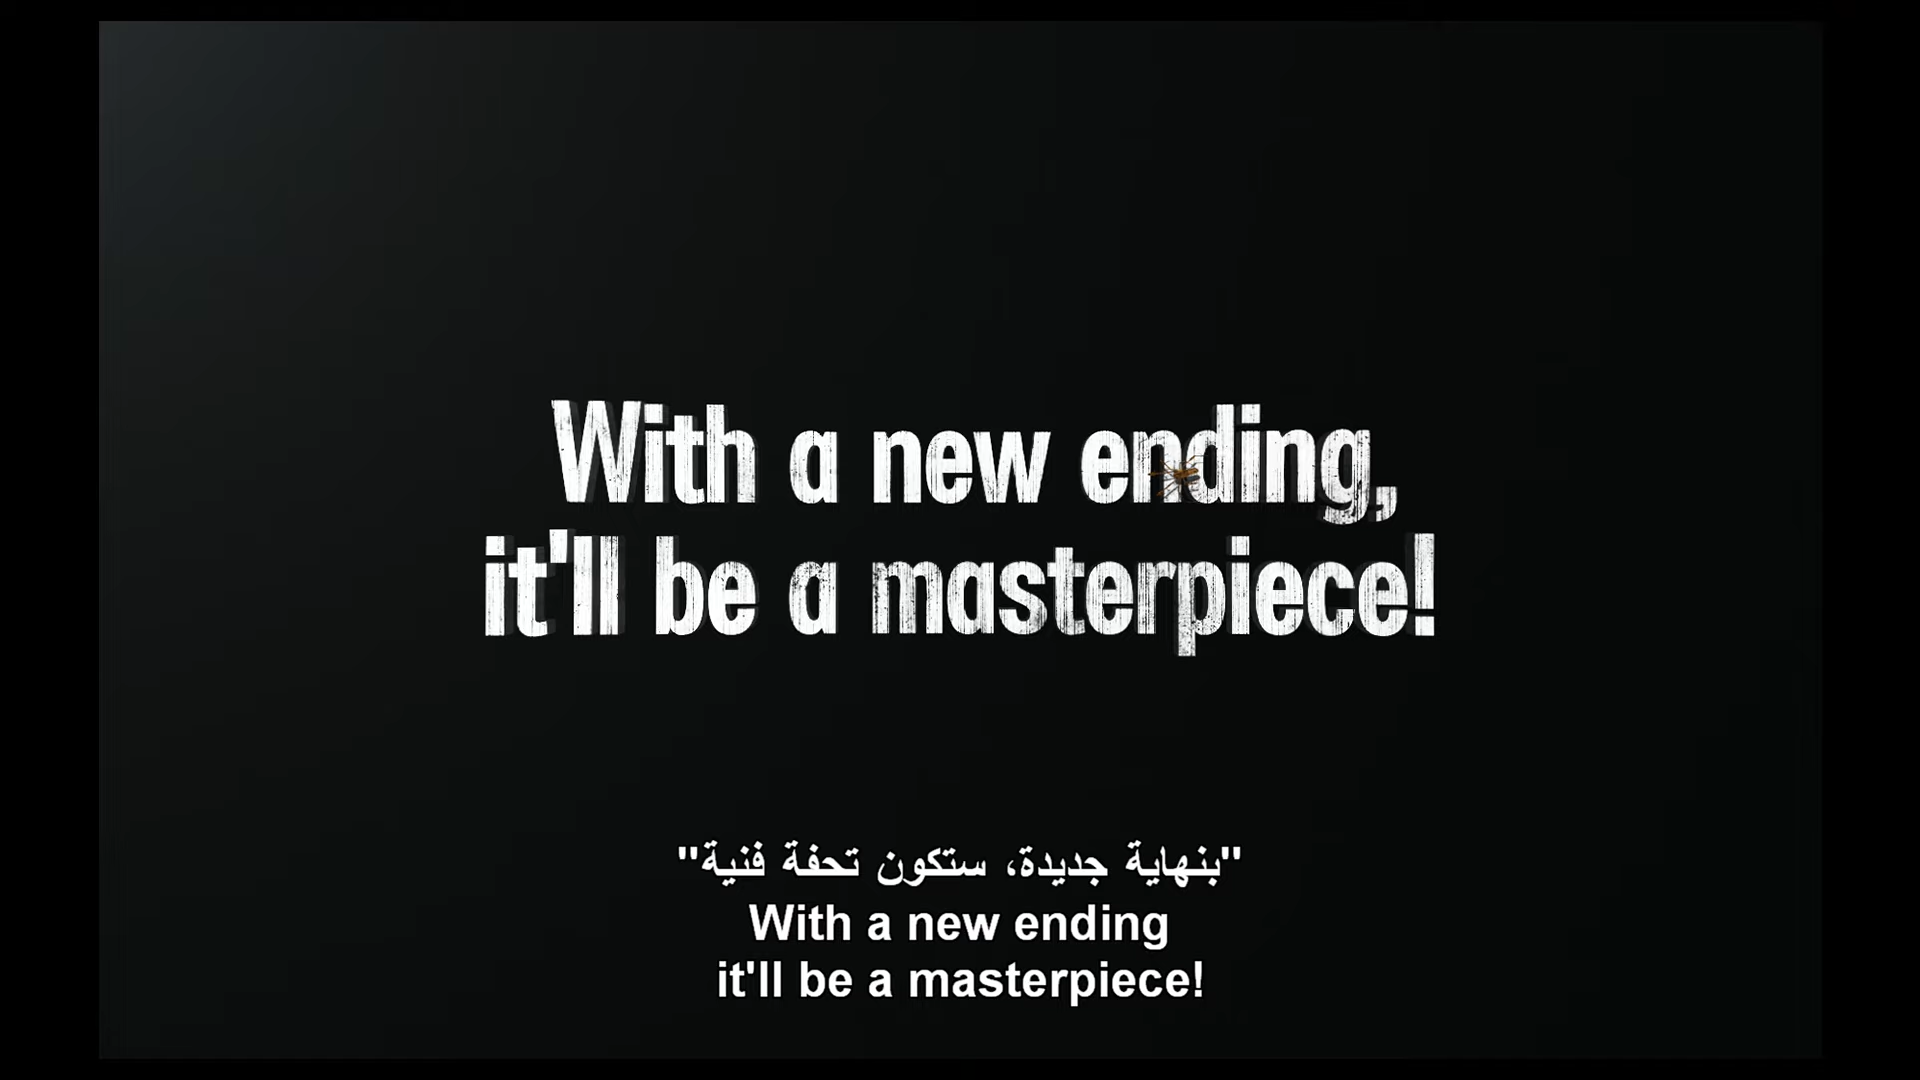 With a new ending,
it'll be a masterpiece!
"بنهاية جديدة، ستكون تحفة فنية"
With a new ending
it'll be a masterpiece!